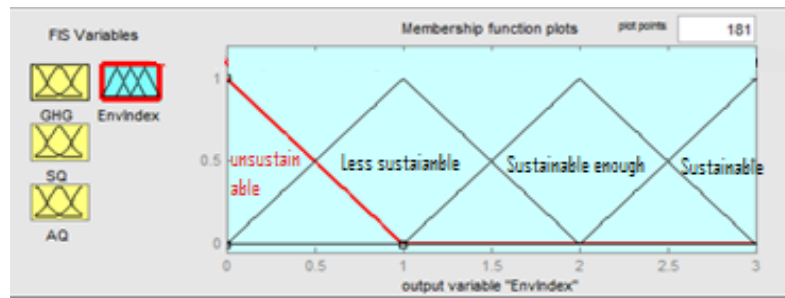 FIS Variables
Membership function plots
plot points
181
GHG
EnvIndex
SQ
AQ
1
0.5
0
unsustain
able
Less sustaianble
Sustainable enough
Sustainable
0
0.5
1
1.5
2
2.5
3
output variable "EnvIndex"